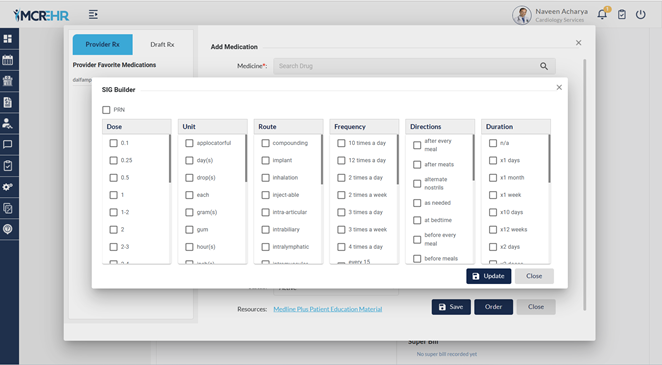 MCREHR
Naveen Acharya
Cardiology Services
1
Provider Rx
Draft Rx
Provider Favorite Medications
Add Medication
Medicine*:
Search Drug
SIG Builder
PRN
Dose
0.1
0.25
0.5
1
1-2
2
2-3
Unit
applocatorful
day(s)
drop(s)
each
gram(s)
gum
hour(s)
Route
compounding
implant
inhalation
inject-able
intra-articular
intrabiliary
intralymphatic
Frequency
10 times a day
12 times a day
2 times a day
2 times a week
3 times a day
3 times a week
4 times a day
every 15
Directions
after every
meal
after meals
alternate
nostrils
as needed
at bedtime
before every
meal
before meals
Duration
n/a
x1 days
x1 month
x1 week
x10 days
x12 weeks
x2 days
Update
Close
Resources:
Medline Plus Patient Education Material
Save
Order
Close
Super Bill
No super bill recorded yet